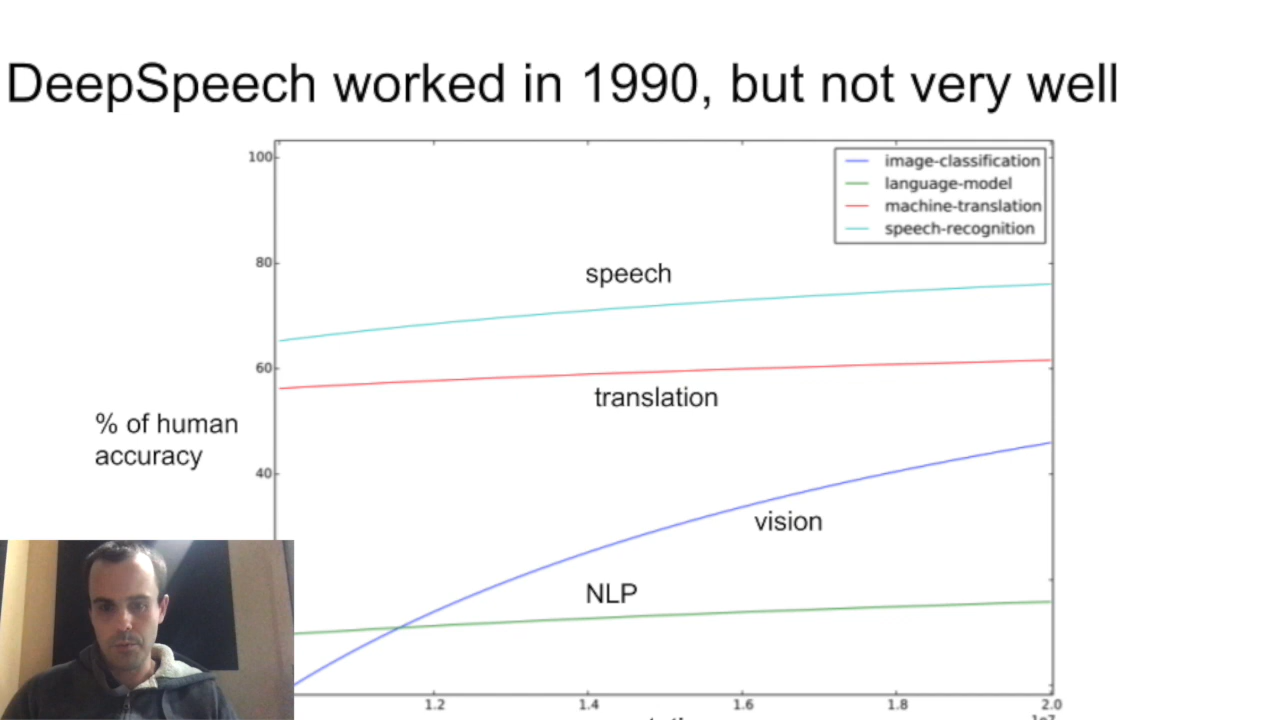 DeepSpeech worked in 1990, but not very well
100
image-classification
language-model
machine-translation
speech-recognition
80
speech
60
translation
% of human
accuracy
40
vision
NLP
1.2 1.4 1.6 1.8 2.0